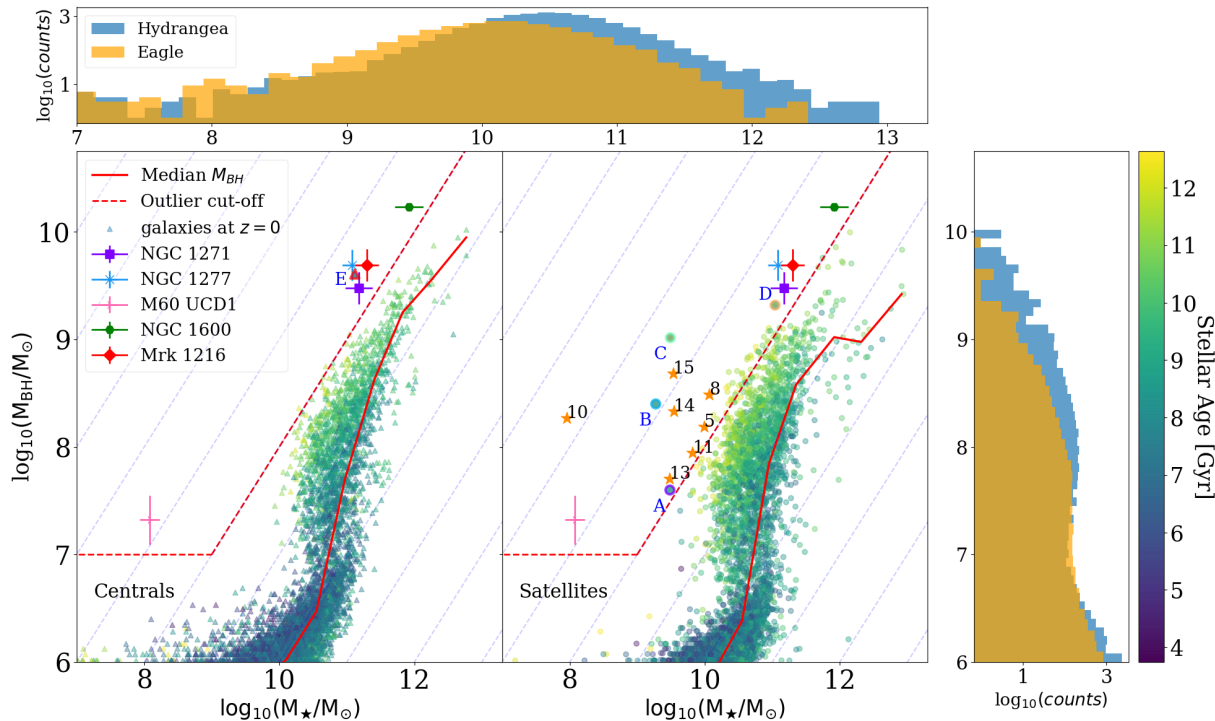 log₁₀(counts)
3
1
Hydrangea
Eagle
7 8 9 10 11 12 13
Median M_BH
Outlier cut-off
galaxies at z = 0
NGC 1271
NGC 1277
M60 UCD1
NGC 1600
Mrk 1216
log₁₀(M_BH/M⊙)
10
9
8
7
6
E
Centrals
8 10 12
log₁₀(M★/M⊙)
D
C
15
8
10
14
B
5
11
13
A
Satellites
8 10 12
log₁₀(M★/M⊙)
10
9
8
7
6
1 3
log₁₀(counts)
12
11
10
9
8
7
6
5
4
Stellar Age [Gyr]